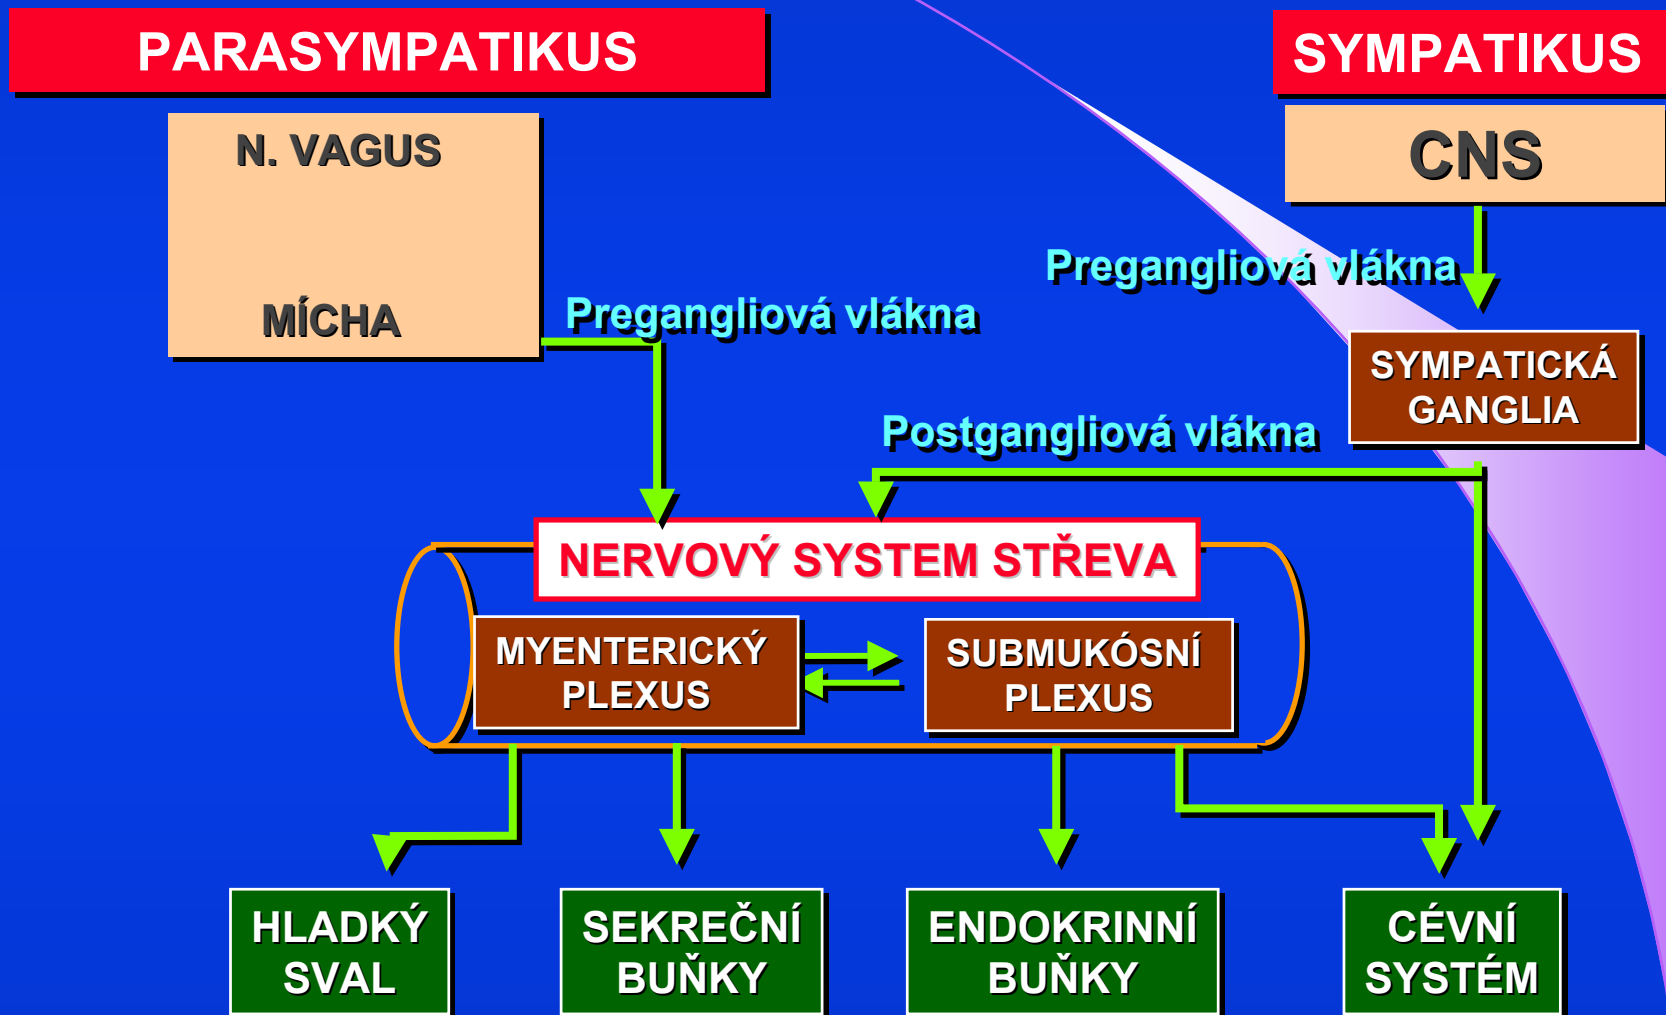 PARASYMPATIKUS
SYMPATIKUS
N. VAGUS
MÍCHA
CNS
Pregangliová vlákna
Pregangliová vlákna
SYMPATICKÁ
GANGLIA
Postgangliová vlákna
NERVOVÝ SYSTEM STŘEVA
MYENTERICKÝ
PLEXUS
SUBMUKÓSNÍ
PLEXUS
HLADKÝ
SVAL
SEKREČNÍ
BUŇKY
ENDOKRINNÍ
BUŇKY
CÉVNÍ
SYSTÉM